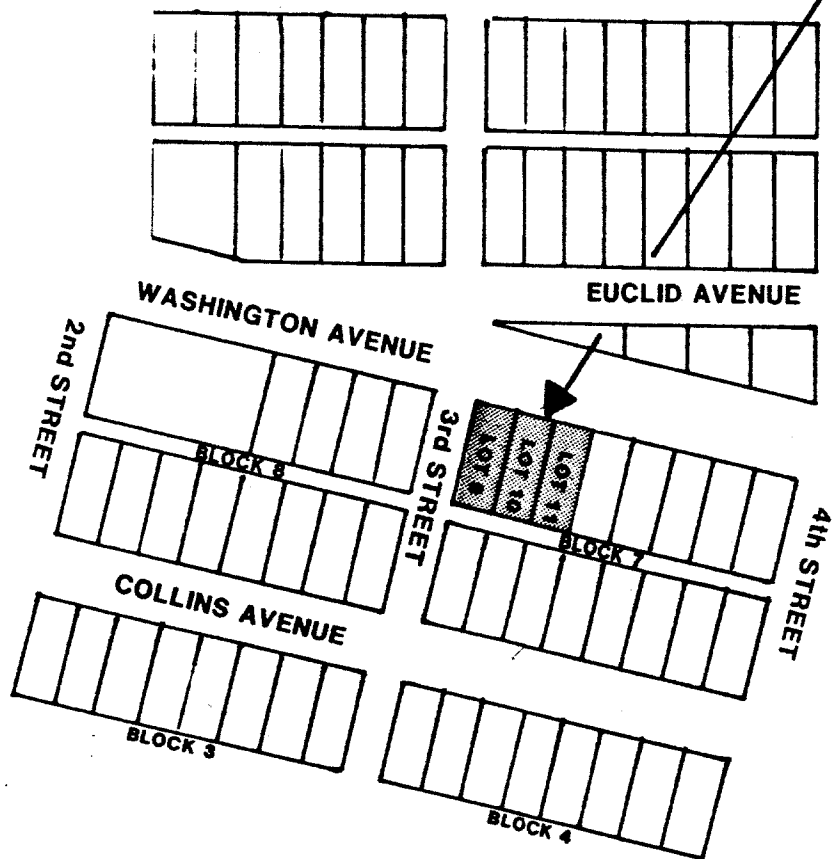 EUCLID AVENUE
WASHINGTON AVENUE
2nd STREET
3rd STREET
LOT 9
LOT 10
LOT 11
BLOCK 8
BLOCK 7
4th STREET
COLLINS AVENUE
BLOCK 3
BLOCK 4